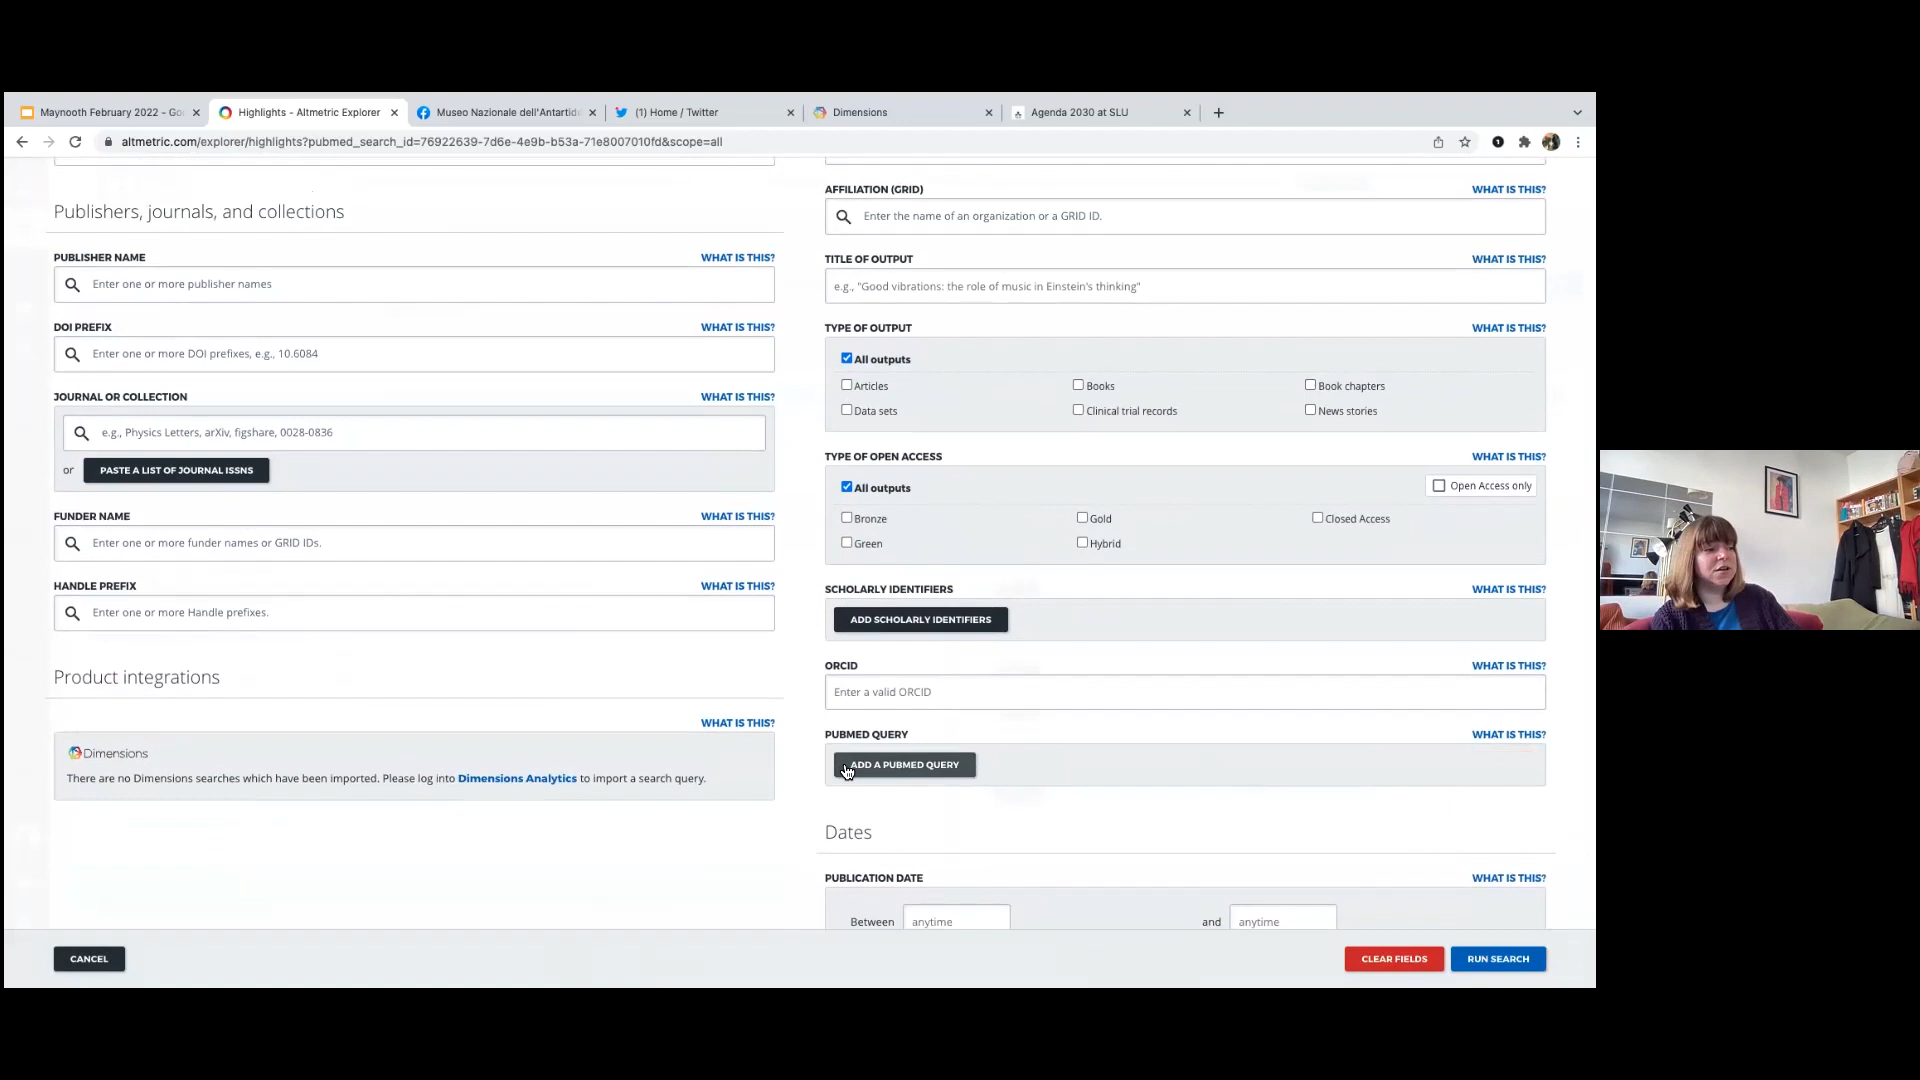 Maynooth February 2022 - Goo
Highlights - Altmetric Explorer
Museo Nazionale dell'Antartide
(1) Home / Twitter
Dimensions
Agenda 2030 at SLU
altmetric.com/explorer/highlights?pubmed_search_id=76922639-7d6e-4e9b-b53a-71e8007010fd&scope=all
Publishers, journals, and collections
PUBLISHER NAME
WHAT IS THIS?
Enter one or more publisher names
DOI PREFIX
WHAT IS THIS?
Enter one or more DOI prefixes, e.g., 10.6084
JOURNAL OR COLLECTION
WHAT IS THIS?
e.g., Physics Letters, arXiv, figshare, 0028-0836
or
PASTE A LIST OF JOURNAL ISSNS
FUNDER NAME
WHAT IS THIS?
Enter one or more funder names or GRID IDs.
HANDLE PREFIX
WHAT IS THIS?
Enter one or more Handle prefixes.
Product integrations
WHAT IS THIS?
Dimensions
There are no Dimensions searches which have been imported. Please log into Dimensions Analytics to import a search query.
AFFILIATION (GRID)
WHAT IS THIS?
Enter the name of an organization or a GRID ID.
TITLE OF OUTPUT
WHAT IS THIS?
e.g., "Good vibrations: the role of music in Einstein's thinking"
TYPE OF OUTPUT
WHAT IS THIS?
All outputs
Articles
Books
Book chapters
Data sets
Clinical trial records
News stories
TYPE OF OPEN ACCESS
WHAT IS THIS?
All outputs
Open Access only
Bronze
Gold
Closed Access
Green
Hybrid
SCHOLARLY IDENTIFIERS
WHAT IS THIS?
ADD SCHOLARLY IDENTIFIERS
ORCID
WHAT IS THIS?
Enter a valid ORCID
PUBMED QUERY
WHAT IS THIS?
ADD A PUBMED QUERY
Dates
PUBLICATION DATE
WHAT IS THIS?
Between
anytime
and
anytime
CANCEL
CLEAR FIELDS
RUN SEARCH